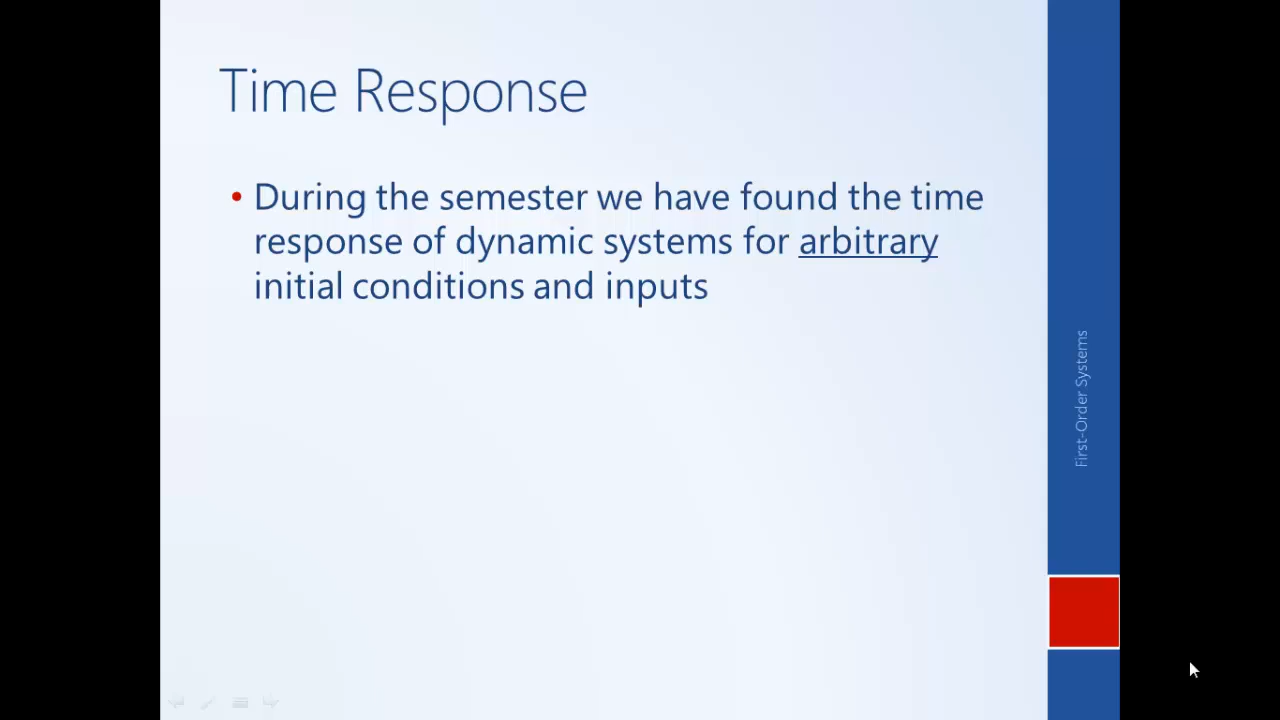 Time Response
• During the semester we have found the time
response of dynamic systems for arbitrary
initial conditions and inputs
First-Order Systems